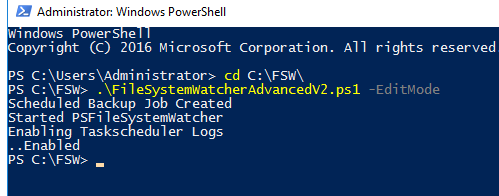 Administrator: Windows PowerShell
Windows PowerShell
Copyright (C) 2016 Microsoft Corporation. All rights reserved
PS C:\Users\Administrator> cd C:\FSW\
PS C:\FSW> .\FileSystemWatcherAdvancedV2.ps1 -EditMode
Scheduled Backup Job Created
Started PSFileSystemWatcher
Enabling Taskscheduler Logs
..Enabled
PS C:\FSW> _